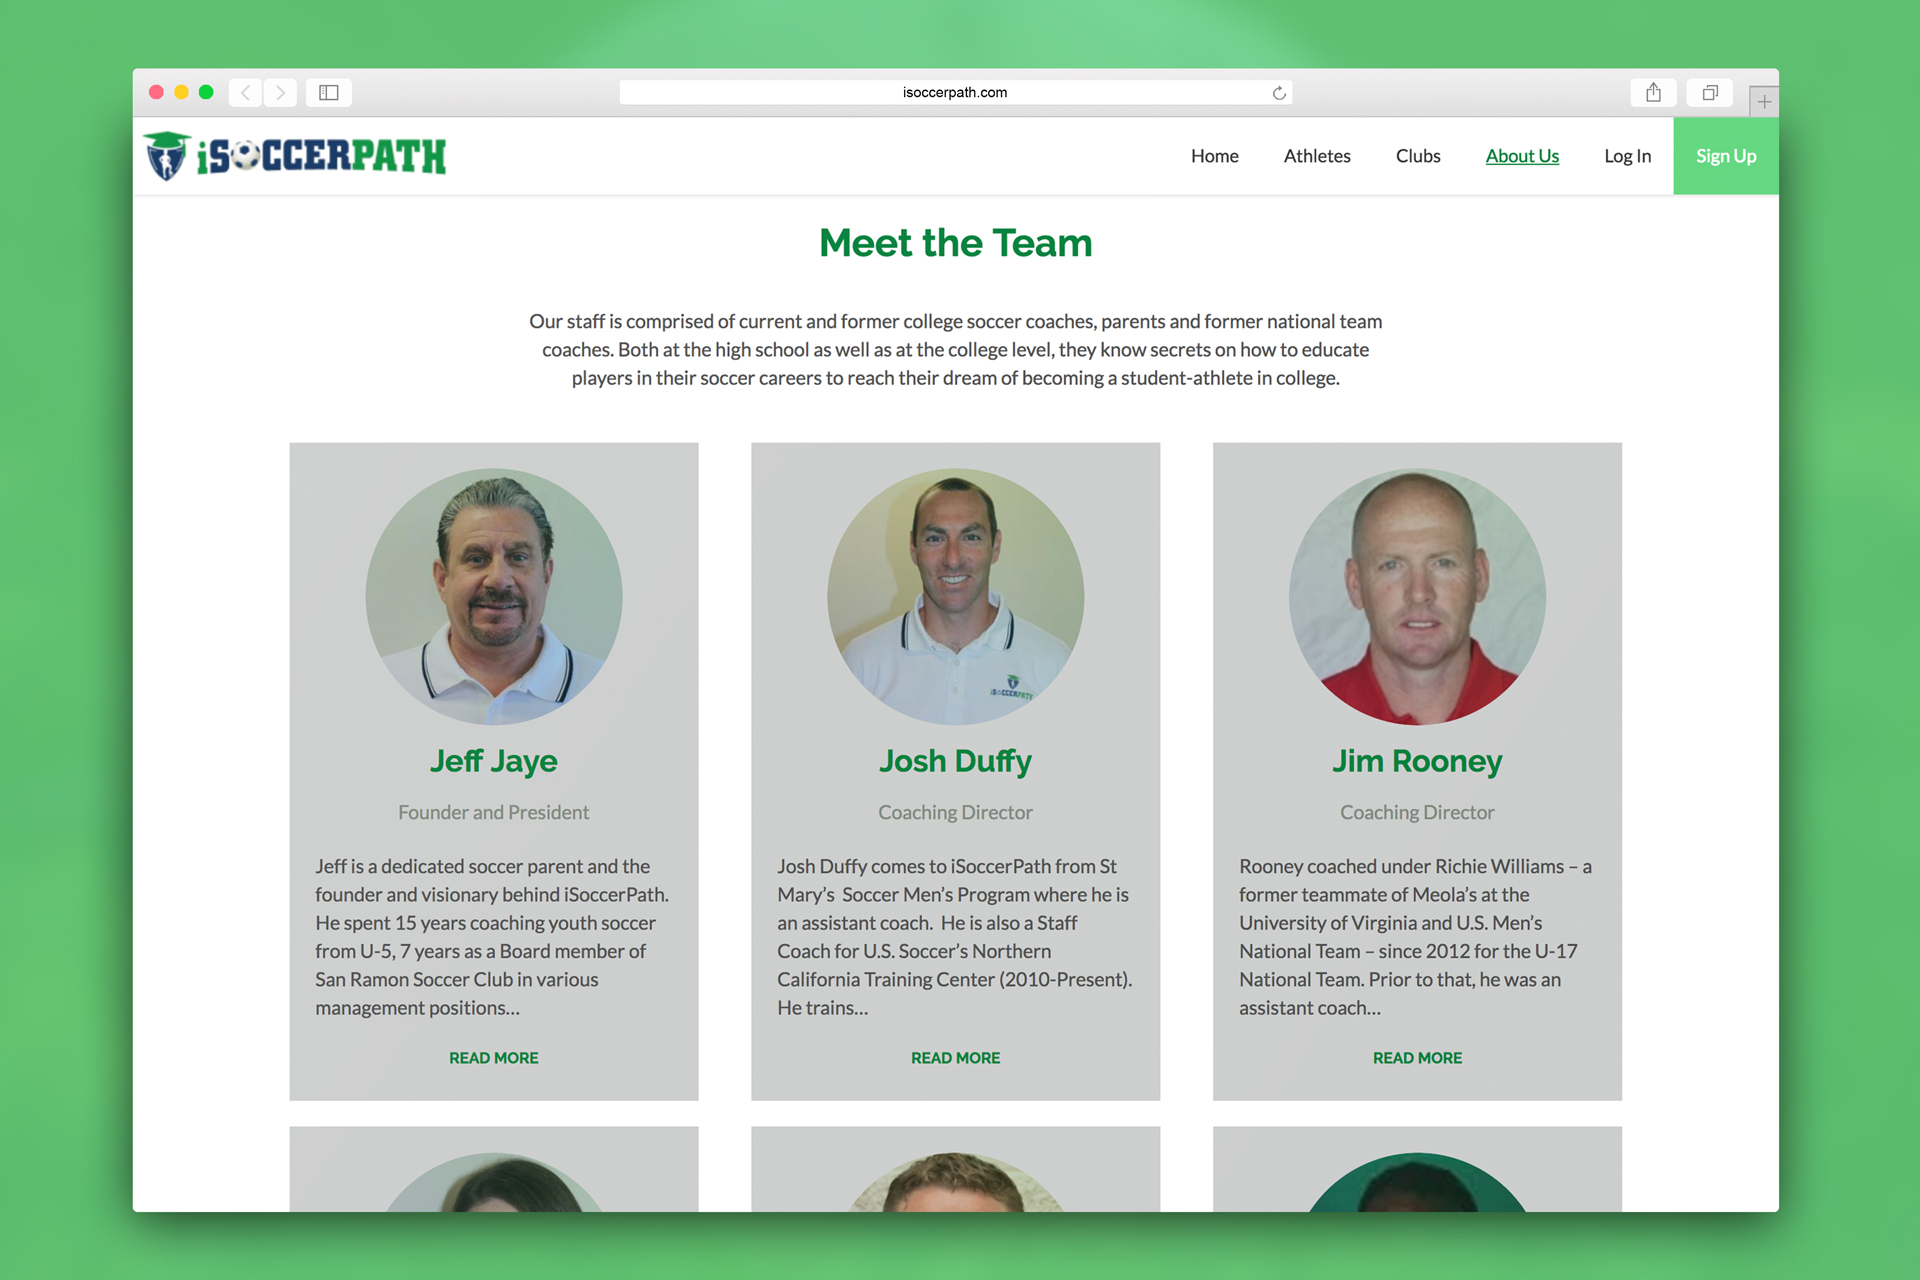 isoccerpath.com
iSOCCERPATH
Home Athletes Clubs About Us Log In Sign Up
Meet the Team
Our staff is comprised of current and former college soccer coaches, parents and former national team
coaches. Both at the high school as well as at the college level, they know secrets on how to educate
players in their soccer careers to reach their dream of becoming a student-athlete in college.
iSOCCERPATH
Jeff Jaye
Founder and President
Jeff is a dedicated soccer parent and the
founder and visionary behind iSoccerPath.
He spent 15 years coaching youth soccer
from U-5, 7 years as a Board member of
San Ramon Soccer Club in various
management positions...
READ MORE
Josh Duffy
Coaching Director
Josh Duffy comes to iSoccerPath from St
Mary’s Soccer Men’s Program where he is
an assistant coach. He is also a Staff
Coach for U.S. Soccer’s Northern
California Training Center (2010-Present).
He trains...
READ MORE
Jim Rooney
Coaching Director
Rooney coached under Richie Williams – a
former teammate of Meola’s at the
University of Virginia and U.S. Men’s
National Team – since 2012 for the U-17
National Team. Prior to that, he was an
assistant coach...
READ MORE